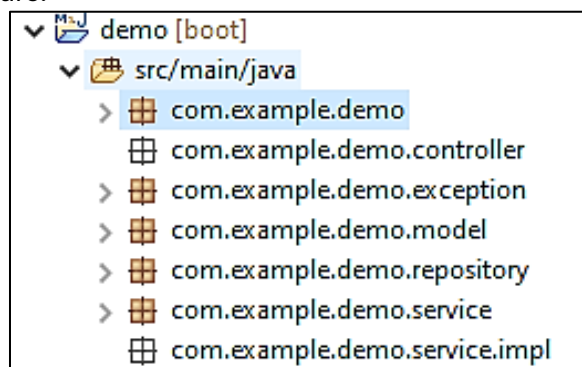 demo [boot]
src/main/java
com.example.demo
com.example.demo.controller
com.example.demo.exception
com.example.demo.model
com.example.demo.repository
com.example.demo.service
com.example.demo.service.impl